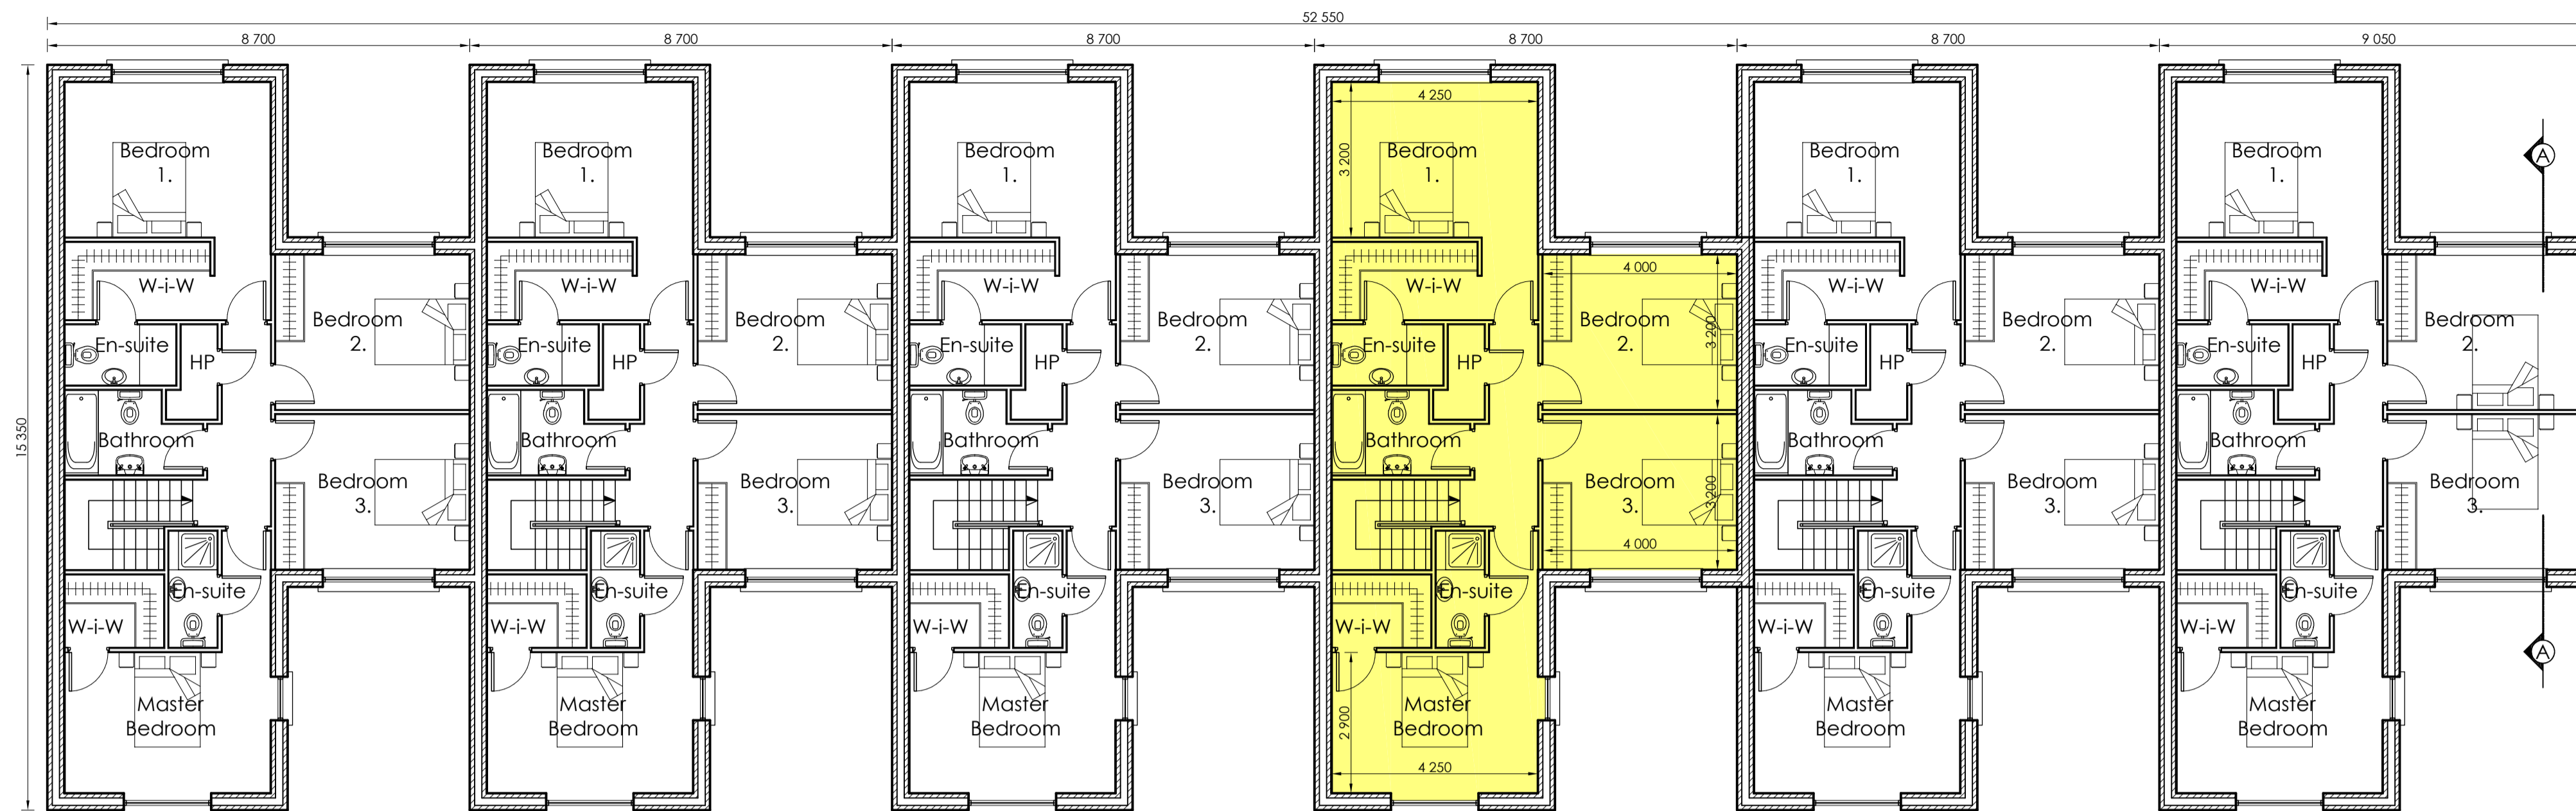 52 550
8 700
8 700
8 700
8 700
8 700
9 050
15 350
Bedroom
1.
W-i-W
En-suite
HP
Bedroom
2.
Bathroom
Bedroom
3.
En-suite
W-i-W
Master
Bedroom
Bedroom
1.
W-i-W
En-suite
HP
Bedroom
2.
Bathroom
Bedroom
3.
En-suite
W-i-W
Master
Bedroom
Bedroom
1.
W-i-W
En-suite
HP
Bedroom
2.
Bathroom
Bedroom
3.
En-suite
W-i-W
Master
Bedroom
4 250
3 200
Bedroom
1.
W-i-W
4 000
En-suite
HP
Bedroom
2.
3 200
Bathroom
Bedroom
3.
3 200
4 000
En-suite
W-i-W
Master
Bedroom
2 900
4 250
Bedroom
1.
W-i-W
En-suite
HP
Bedroom
2.
Bathroom
Bedroom
3.
En-suite
W-i-W
Master
Bedroom
Bedroom
1.
W-i-W
En-suite
HP
Bedroom
2.
Bathroom
Bedroom
3.
En-suite
W-i-W
Master
Bedroom
A
A